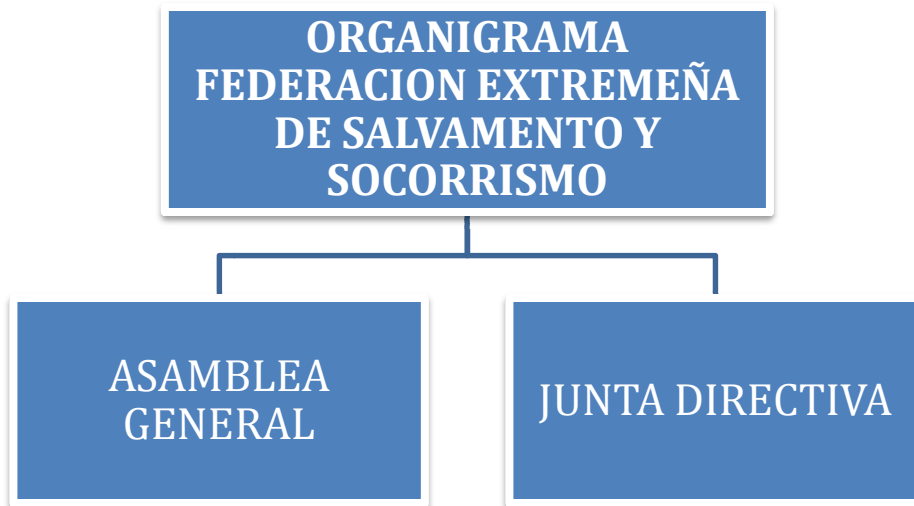 ORGANIGRAMA
FEDERACION EXTREMEÑA
DE SALVAMENTO Y
SOCORRISMO
ASAMBLEA
GENERAL
JUNTA DIRECTIVA